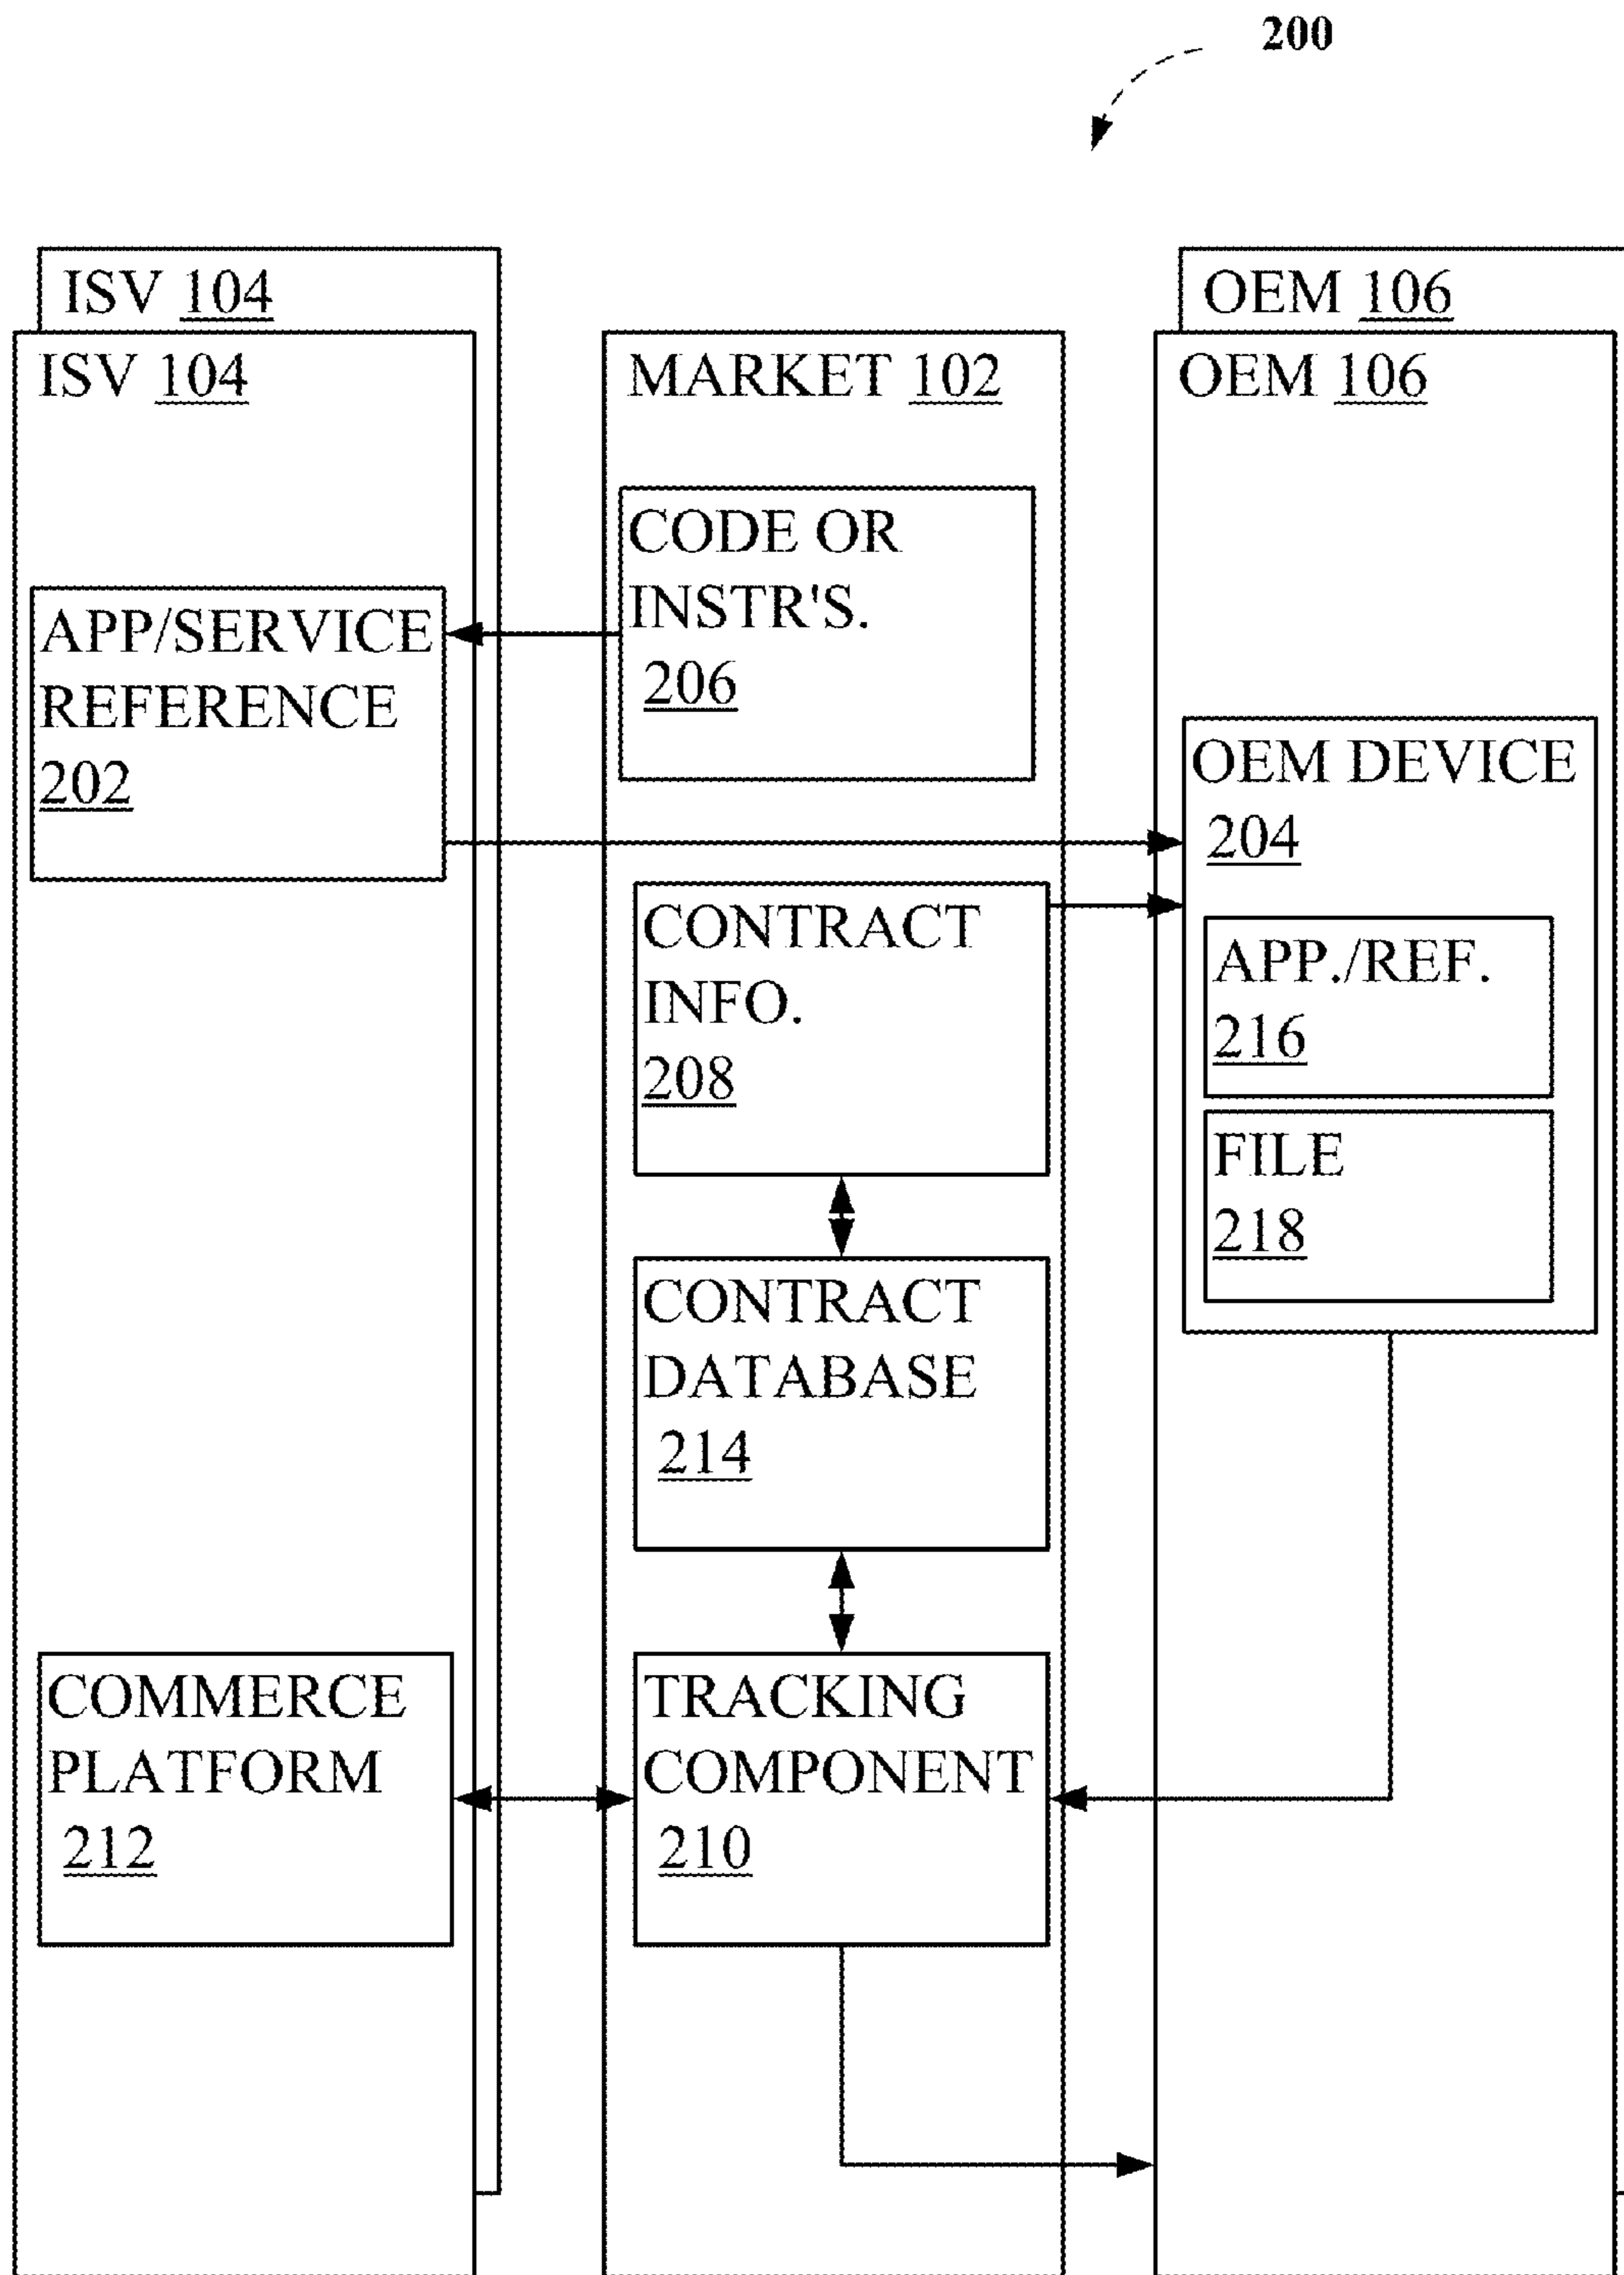 200
ISV 104
ISV 104
APP/SERVICE
REFERENCE
202
COMMERCE
PLATFORM
212
MARKET 102
CODE OR
INSTR'S.
206
CONTRACT
INFO.
208
CONTRACT
DATABASE
214
TRACKING
COMPONENT
210
OEM 106
OEM 106
OEM DEVICE
204
APP./REF.
216
FILE
218